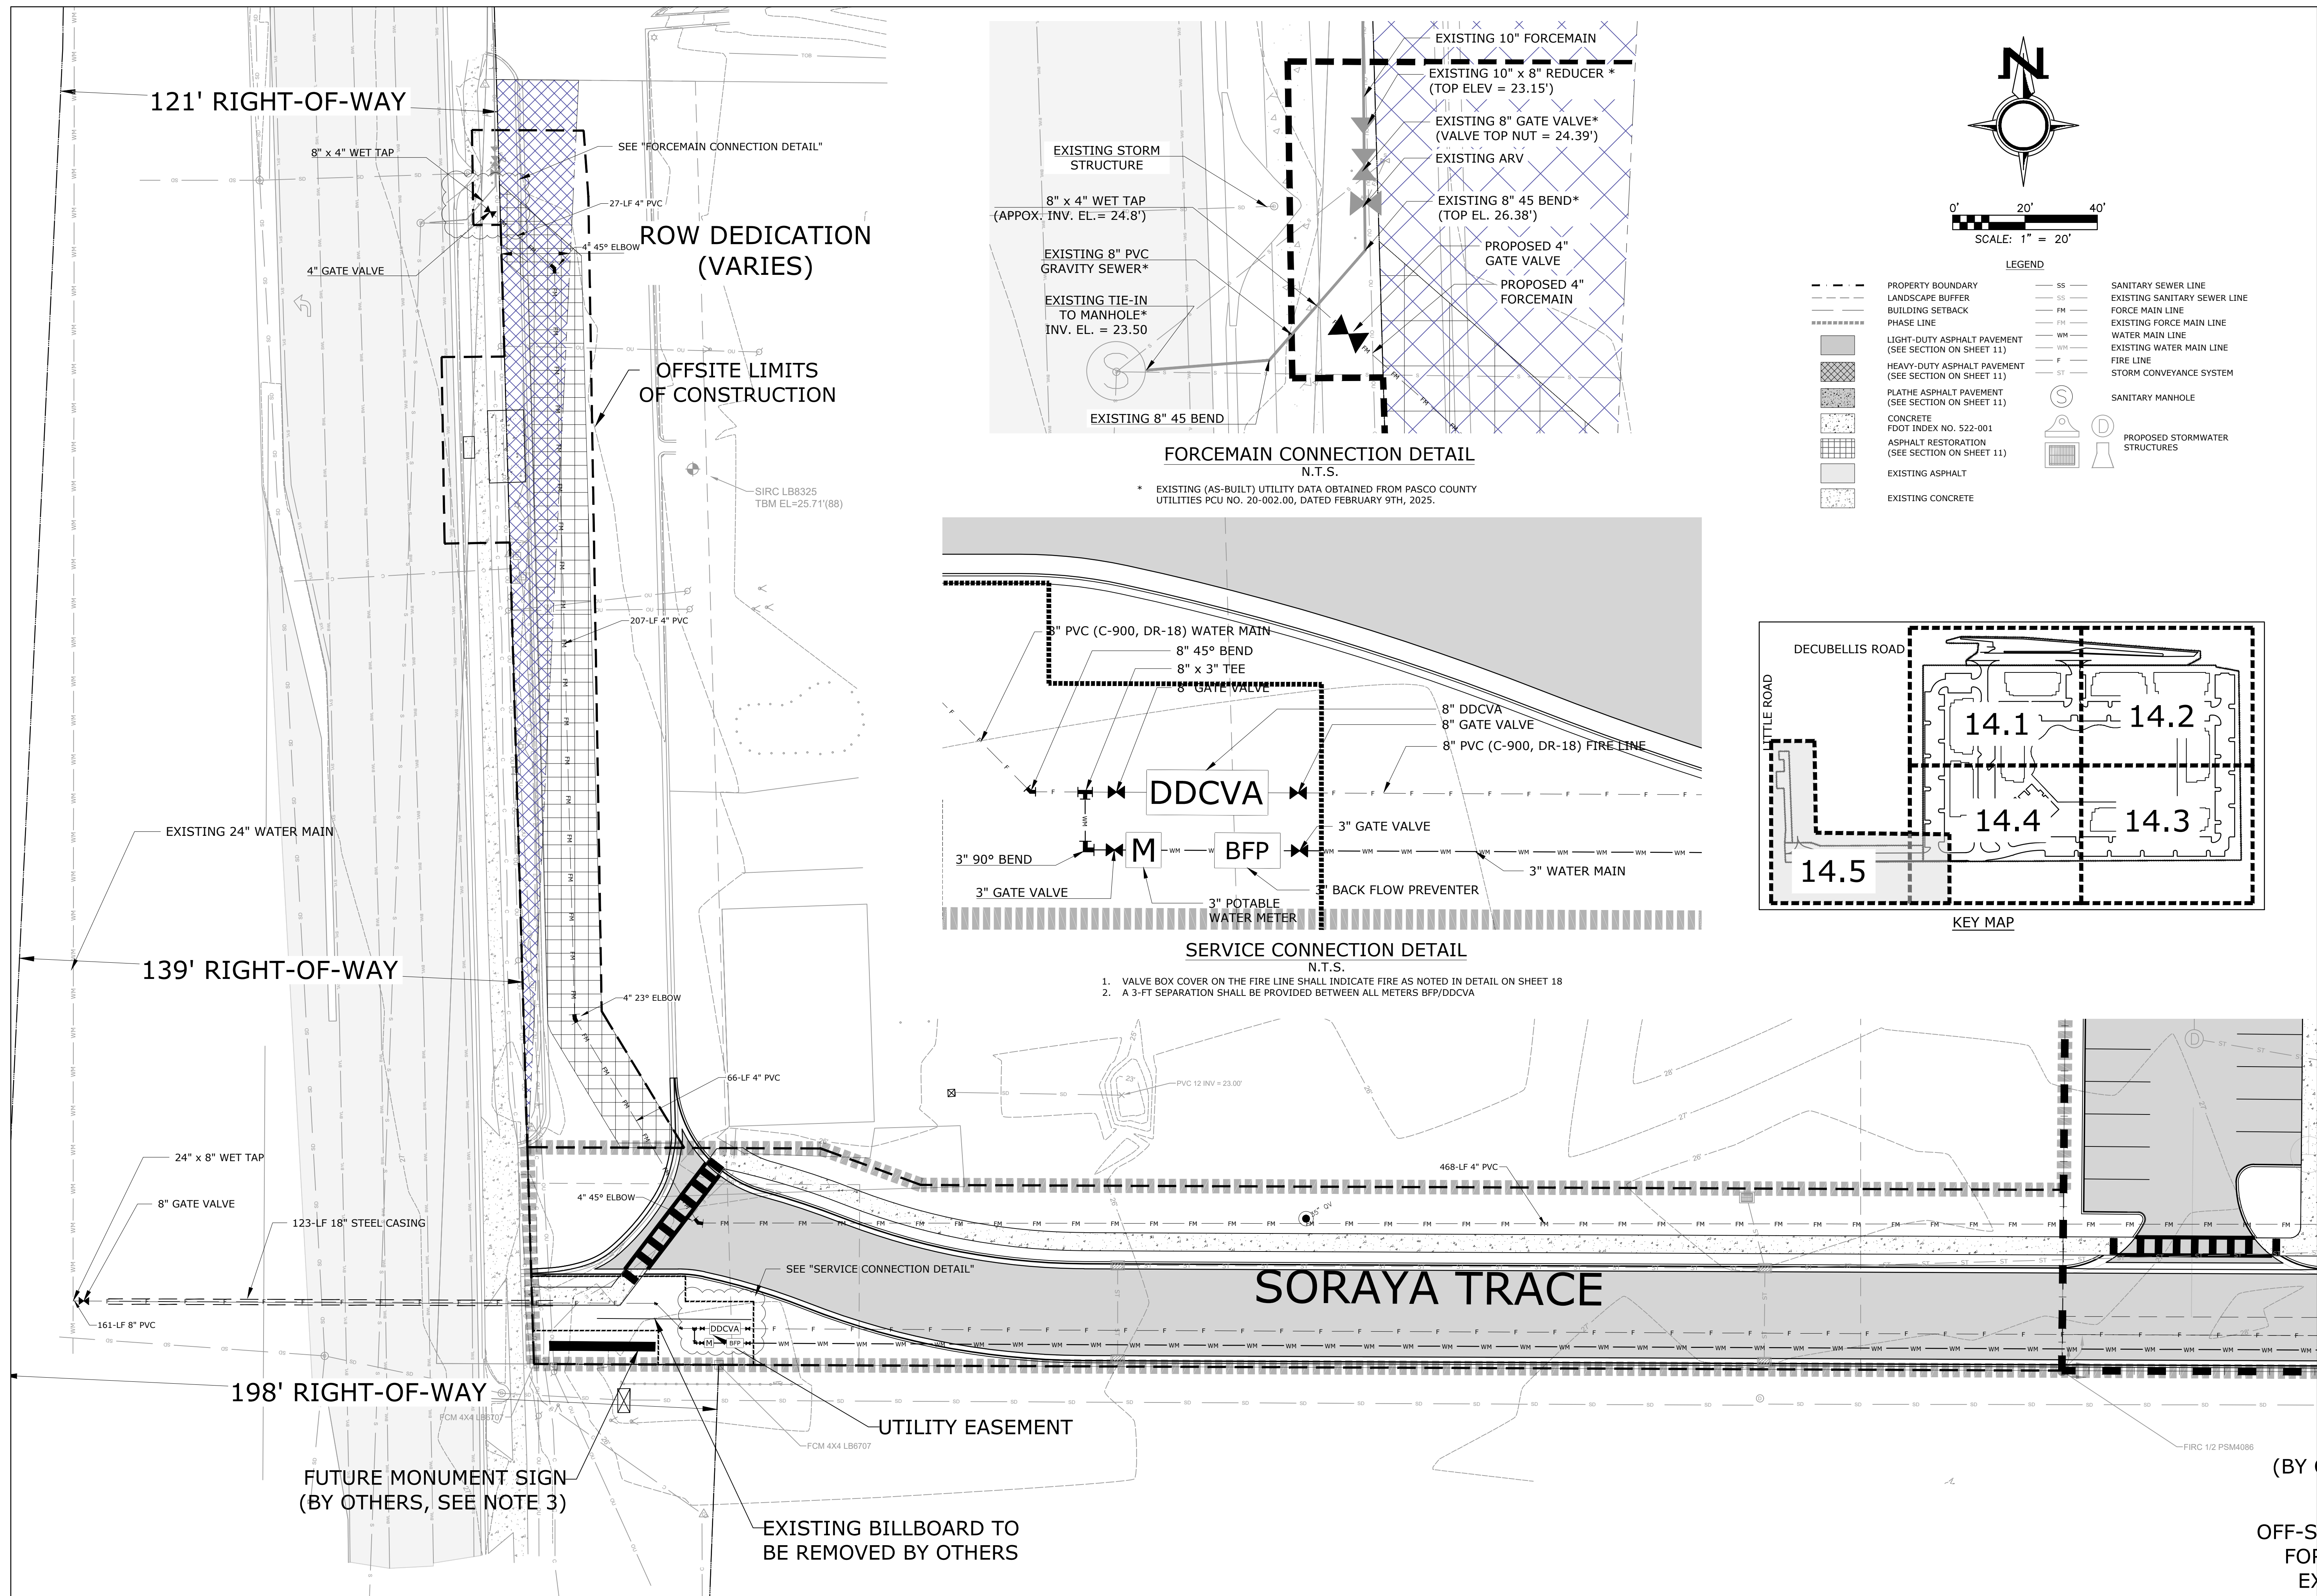 121' RIGHT-OF-WAY
8" x 4" WET TAP
SEE "FORCEMAIN CONNECTION DETAIL"
27-LF 4" PVC
ROW DEDICATION
(VARIES)
4" 45° ELBOW
4" GATE VALVE
OFFSITE LIMITS
OF CONSTRUCTION
SIRC LB8325
TBM EL=25.71'(88)
207-LF 4" PVC
EXISTING 24" WATER MAIN
139' RIGHT-OF-WAY
4" 23° ELBOW
66-LF 4" PVC
24" x 8" WET TAP
8" GATE VALVE
123-LF 18" STEEL CASING
4" 45° ELBOW
161-LF 8" PVC
SEE "SERVICE CONNECTION DETAIL"
DDCVA
M
BFP
198' RIGHT-OF-WAY
FCM 4X4 LB6707
FCM 4X4 LB6707
UTILITY EASEMENT
FUTURE MONUMENT SIGN
(BY OTHERS, SEE NOTE 3)
EXISTING BILLBOARD TO
BE REMOVED BY OTHERS
SORAYA TRACE
468-LF 4" PVC
PVC 12 INV = 23.00'
25'
23'
26'
28'
27'
26'
27'
FIRC 1/2 PSM4086
EXISTING 10" FORCEMAIN
EXISTING 10" x 8" REDUCER *
(TOP ELEV = 23.15')
EXISTING 8" GATE VALVE*
(VALVE TOP NUT = 24.39')
EXISTING ARV
EXISTING 8" 45 BEND*
(TOP EL. 26.38')
PROPOSED 4"
GATE VALVE
PROPOSED 4"
FORCEMAIN
EXISTING STORM
STRUCTURE
8" x 4" WET TAP
(APPOX. INV. EL.= 24.8')
EXISTING 8" PVC
GRAVITY SEWER*
EXISTING TIE-IN
TO MANHOLE*
INV. EL. = 23.50
EXISTING 8" 45 BEND
FORCEMAIN CONNECTION DETAIL
N.T.S.
* EXISTING (AS-BUILT) UTILITY DATA OBTAINED FROM PASCO COUNTY
UTILITIES PCU NO. 20-002.00, DATED FEBRUARY 9TH, 2025.
8" PVC (C-900, DR-18) WATER MAIN
8" 45° BEND
8" x 3" TEE
8" GATE VALVE
8" DDCVA
8" GATE VALVE
8" PVC (C-900, DR-18) FIRE LINE
DDCVA
3" GATE VALVE
M
BFP
3" 90° BEND
3" WATER MAIN
3" GATE VALVE
3" BACK FLOW PREVENTER
3" POTABLE
WATER METER
SERVICE CONNECTION DETAIL
N.T.S.
1. VALVE BOX COVER ON THE FIRE LINE SHALL INDICATE FIRE AS NOTED IN DETAIL ON SHEET 18
2. A 3-FT SEPARATION SHALL BE PROVIDED BETWEEN ALL METERS BFP/DDCVA
N
0' 20' 40'
SCALE: 1" = 20'
LEGEND
PROPERTY BOUNDARY
LANDSCAPE BUFFER
BUILDING SETBACK
PHASE LINE
LIGHT-DUTY ASPHALT PAVEMENT
(SEE SECTION ON SHEET 11)
HEAVY-DUTY ASPHALT PAVEMENT
(SEE SECTION ON SHEET 11)
PLATHE ASPHALT PAVEMENT
(SEE SECTION ON SHEET 11)
CONCRETE
FDOT INDEX NO. 522-001
ASPHALT RESTORATION
(SEE SECTION ON SHEET 11)
EXISTING ASPHALT
EXISTING CONCRETE
SS SANITARY SEWER LINE
SS EXISTING SANITARY SEWER LINE
FM FORCE MAIN LINE
FM EXISTING FORCE MAIN LINE
WM WATER MAIN LINE
WM EXISTING WATER MAIN LINE
F FIRE LINE
ST STORM CONVEYANCE SYSTEM
S SANITARY MANHOLE
D PROPOSED STORMWATER
STRUCTURES
DECUBELLIS ROAD
LITTLE ROAD
14.1
14.2
14.4
14.3
14.5
KEY MAP
(BY
OFF-S
FOR
EX